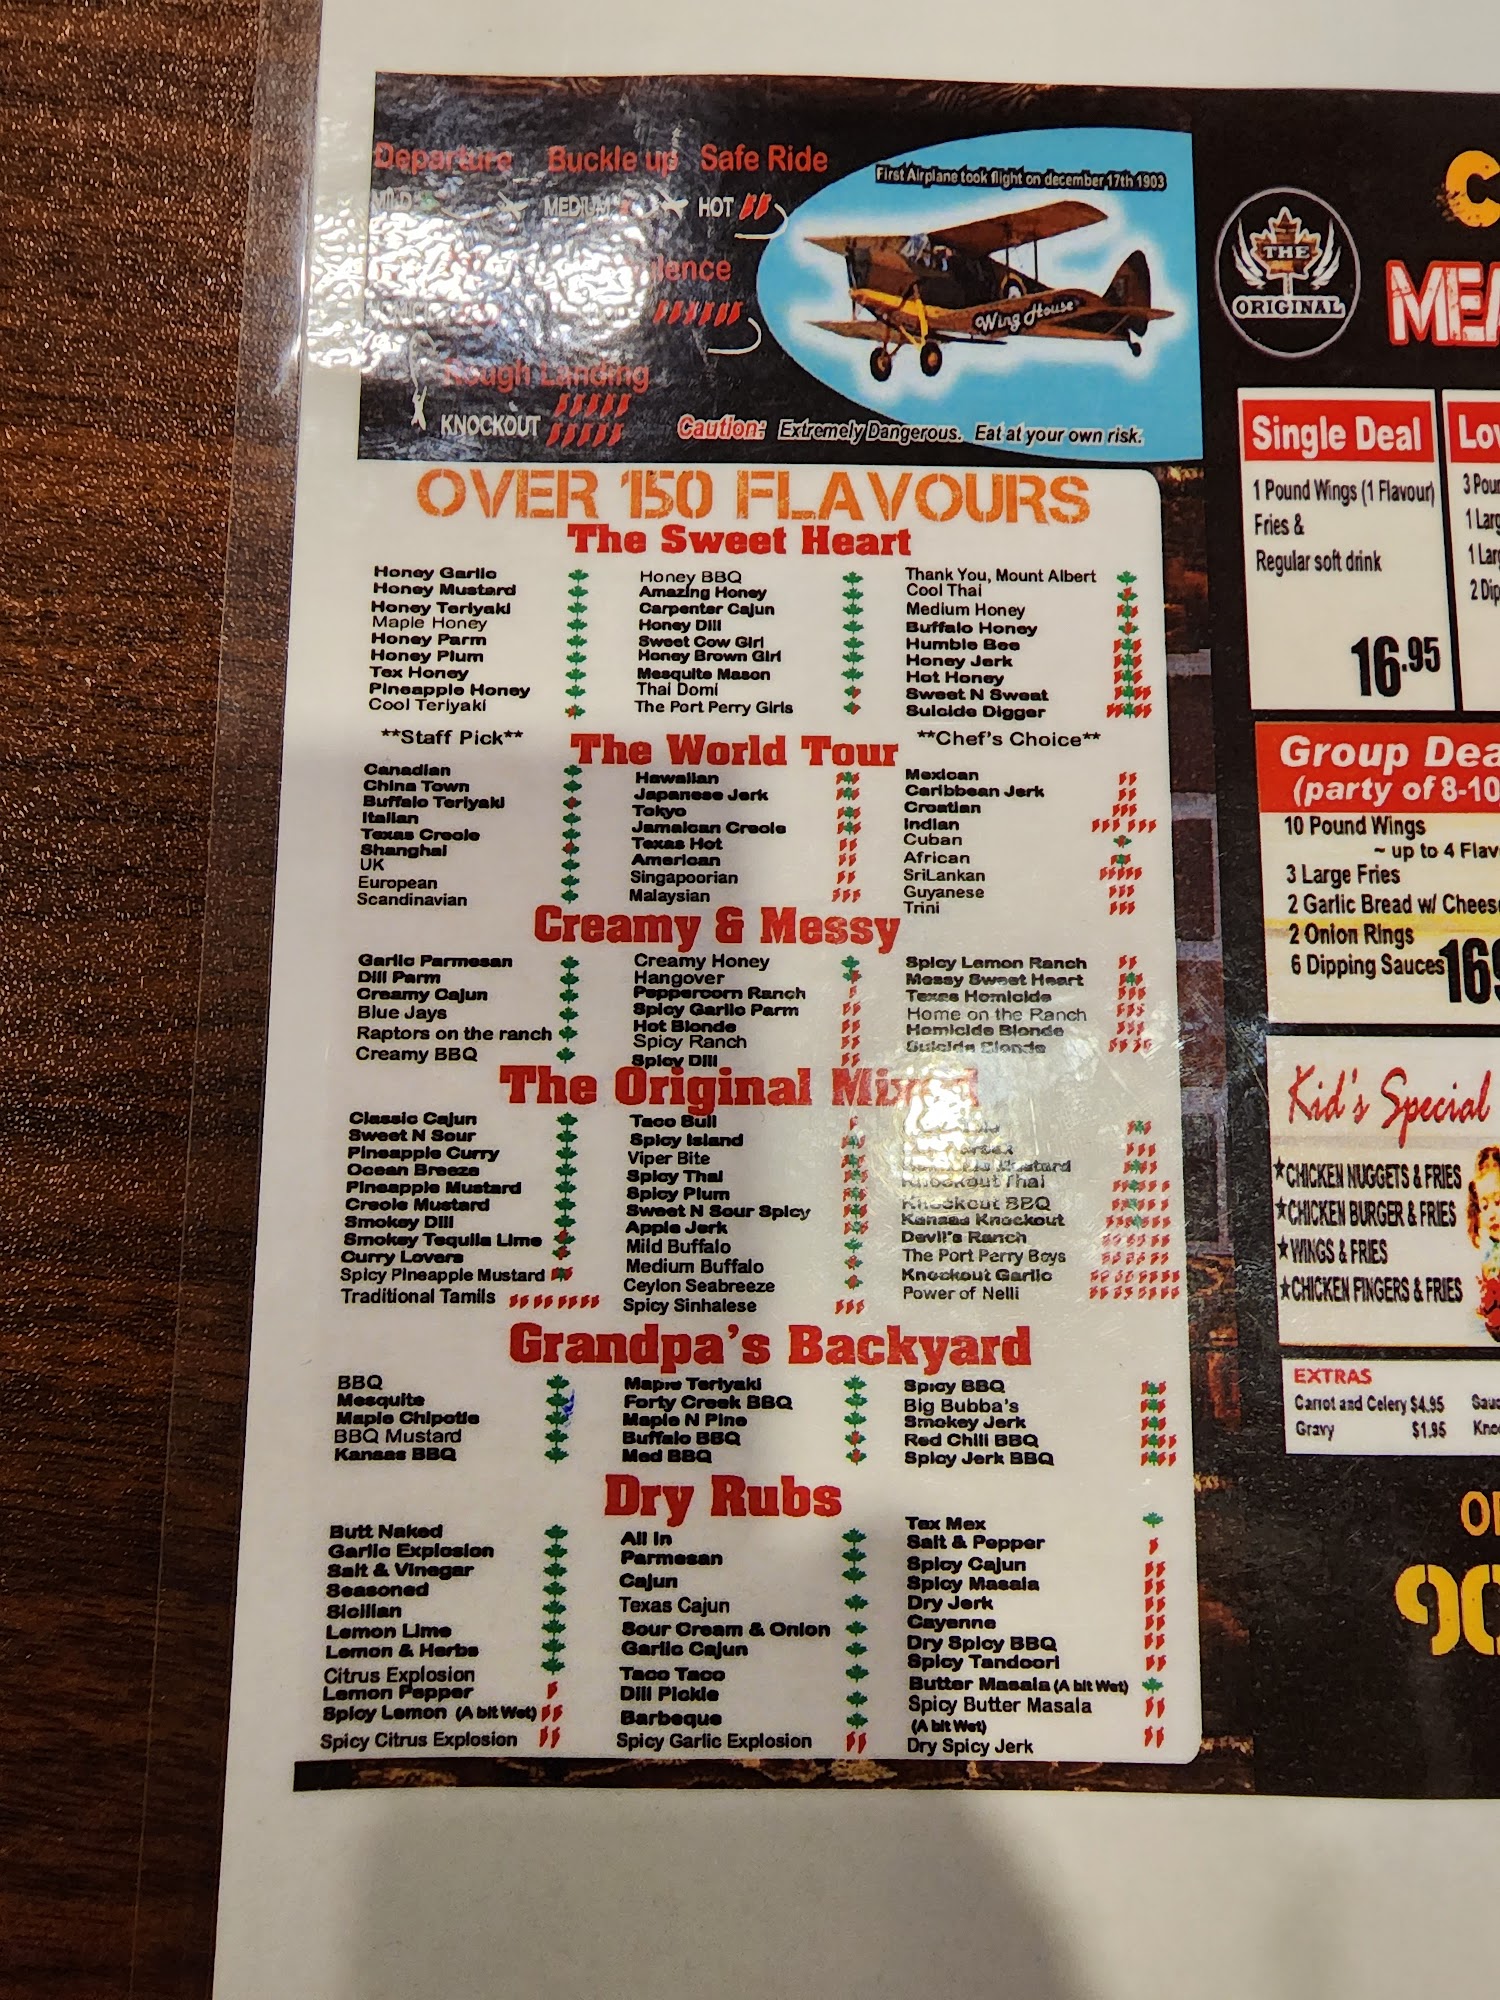 Departure Buckle up Safe Ride
MILD MEDIUM HOT
Rough Landing
KNOCKOUT
First Airplane took flight on december 17th 1903
Wing House
Caution: Extremely Dangerous. Eat at your own risk.
OVER 150 FLAVOURS
The Sweet Heart
Honey Garlic
Honey Mustard
Honey Teriyaki
Maple Honey
Honey Parm
Honey Plum
Tex Honey
Pineapple Honey
Cool Teriyaki
Honey BBQ
Amazing Honey
Carpenter Cajun
Honey Dill
Sweet Cow Girl
Honey Brown Girl
Mesquite Mason
Thai Domi
The Port Perry Girls
Thank You, Mount Albert
Cool Thai
Medium Honey
Buffalo Honey
Humble Bee
Honey Jerk
Hot Honey
Sweet N Sweat
Suicide Digger
**Staff Pick**
The World Tour
**Chef's Choice**
Canadian
China Town
Buffalo Teriyaki
Italian
Texas Creole
Shanghai
UK
European
Scandinavian
Hawaiian
Japanese Jerk
Tokyo
Jamaican Creole
Texas Hot
American
Singapoorian
Malaysian
Mexican
Caribbean Jerk
Croatian
Indian
Cuban
African
SriLankan
Guyanese
Trini
Creamy & Messy
Garlic Parmesan
Dill Parm
Creamy Cajun
Blue Jays
Raptors on the ranch
Creamy BBQ
Creamy Honey
Hangover
Peppercorn Ranch
Spicy Garlic Parm
Hot Blonde
Spicy Ranch
Spicy Dill
Spicy Lemon Ranch
Messy Sweet Heart
Texas Homicide
Home on the Ranch
Homicide Blonde
Suicide Blonde
The Original Mixed
Classic Cajun
Sweet N Sour
Pineapple Curry
Ocean Breeze
Pineapple Mustard
Creole Mustard
Smokey Dill
Smokey Tequila Lime
Curry Lovers
Spicy Pineapple Mustard
Traditional Tamils
Taco Bull
Spicy Island
Viper Bite
Spicy Thai
Spicy Plum
Sweet N Sour Spicy
Apple Jerk
Mild Buffalo
Medium Buffalo
Ceylon Seabreeze
Spicy Sinhalese
Mustard
Knockout Thai
Knockout BBQ
Kansas Knockout
Devil's Ranch
The Port Perry Boys
Knockout Garlic
Power of Nelli
Grandpa's Backyard
BBQ
Mesquite
Maple Chipotle
BBQ Mustard
Kansas BBQ
Maple Teriyaki
Forty Creek BBQ
Maple N Pine
Buffalo BBQ
Med BBQ
Spicy BBQ
Big Bubba's
Smokey Jerk
Red Chili BBQ
Spicy Jerk BBQ
Dry Rubs
Butt Naked
Garlic Explosion
Salt & Vinegar
Seasoned
Sicilian
Lemon Lime
Lemon & Herbs
Citrus Explosion
Lemon Pepper
Spicy Lemon (A bit Wet)
Spicy Citrus Explosion
All In
Parmesan
Cajun
Texas Cajun
Sour Cream & Onion
Garlic Cajun
Taco Taco
Dill Pickle
Barbeque
Spicy Garlic Explosion
Tex Mex
Salt & Pepper
Spicy Cajun
Spicy Masala
Dry Jerk
Cayenne
Dry Spicy BBQ
Spicy Tandoori
Butter Masala (A bit Wet)
Spicy Butter Masala
(A bit Wet)
Dry Spicy Jerk
THE
ORIGINAL
Single Deal
1 Pound Wings (1 Flavour)
Fries &
Regular soft drink
16.95
Group Dea
(party of 8-10
10 Pound Wings
~ up to 4 Flav
3 Large Fries
2 Garlic Bread w/ Cheese
2 Onion Rings
6 Dipping Sauces
169
Kid's Special
★CHICKEN NUGGETS & FRIES
★CHICKEN BURGER & FRIES
★WINGS & FRIES
★CHICKEN FINGERS & FRIES
EXTRAS
Carrot and Celery $4.95
Gravy $1.95